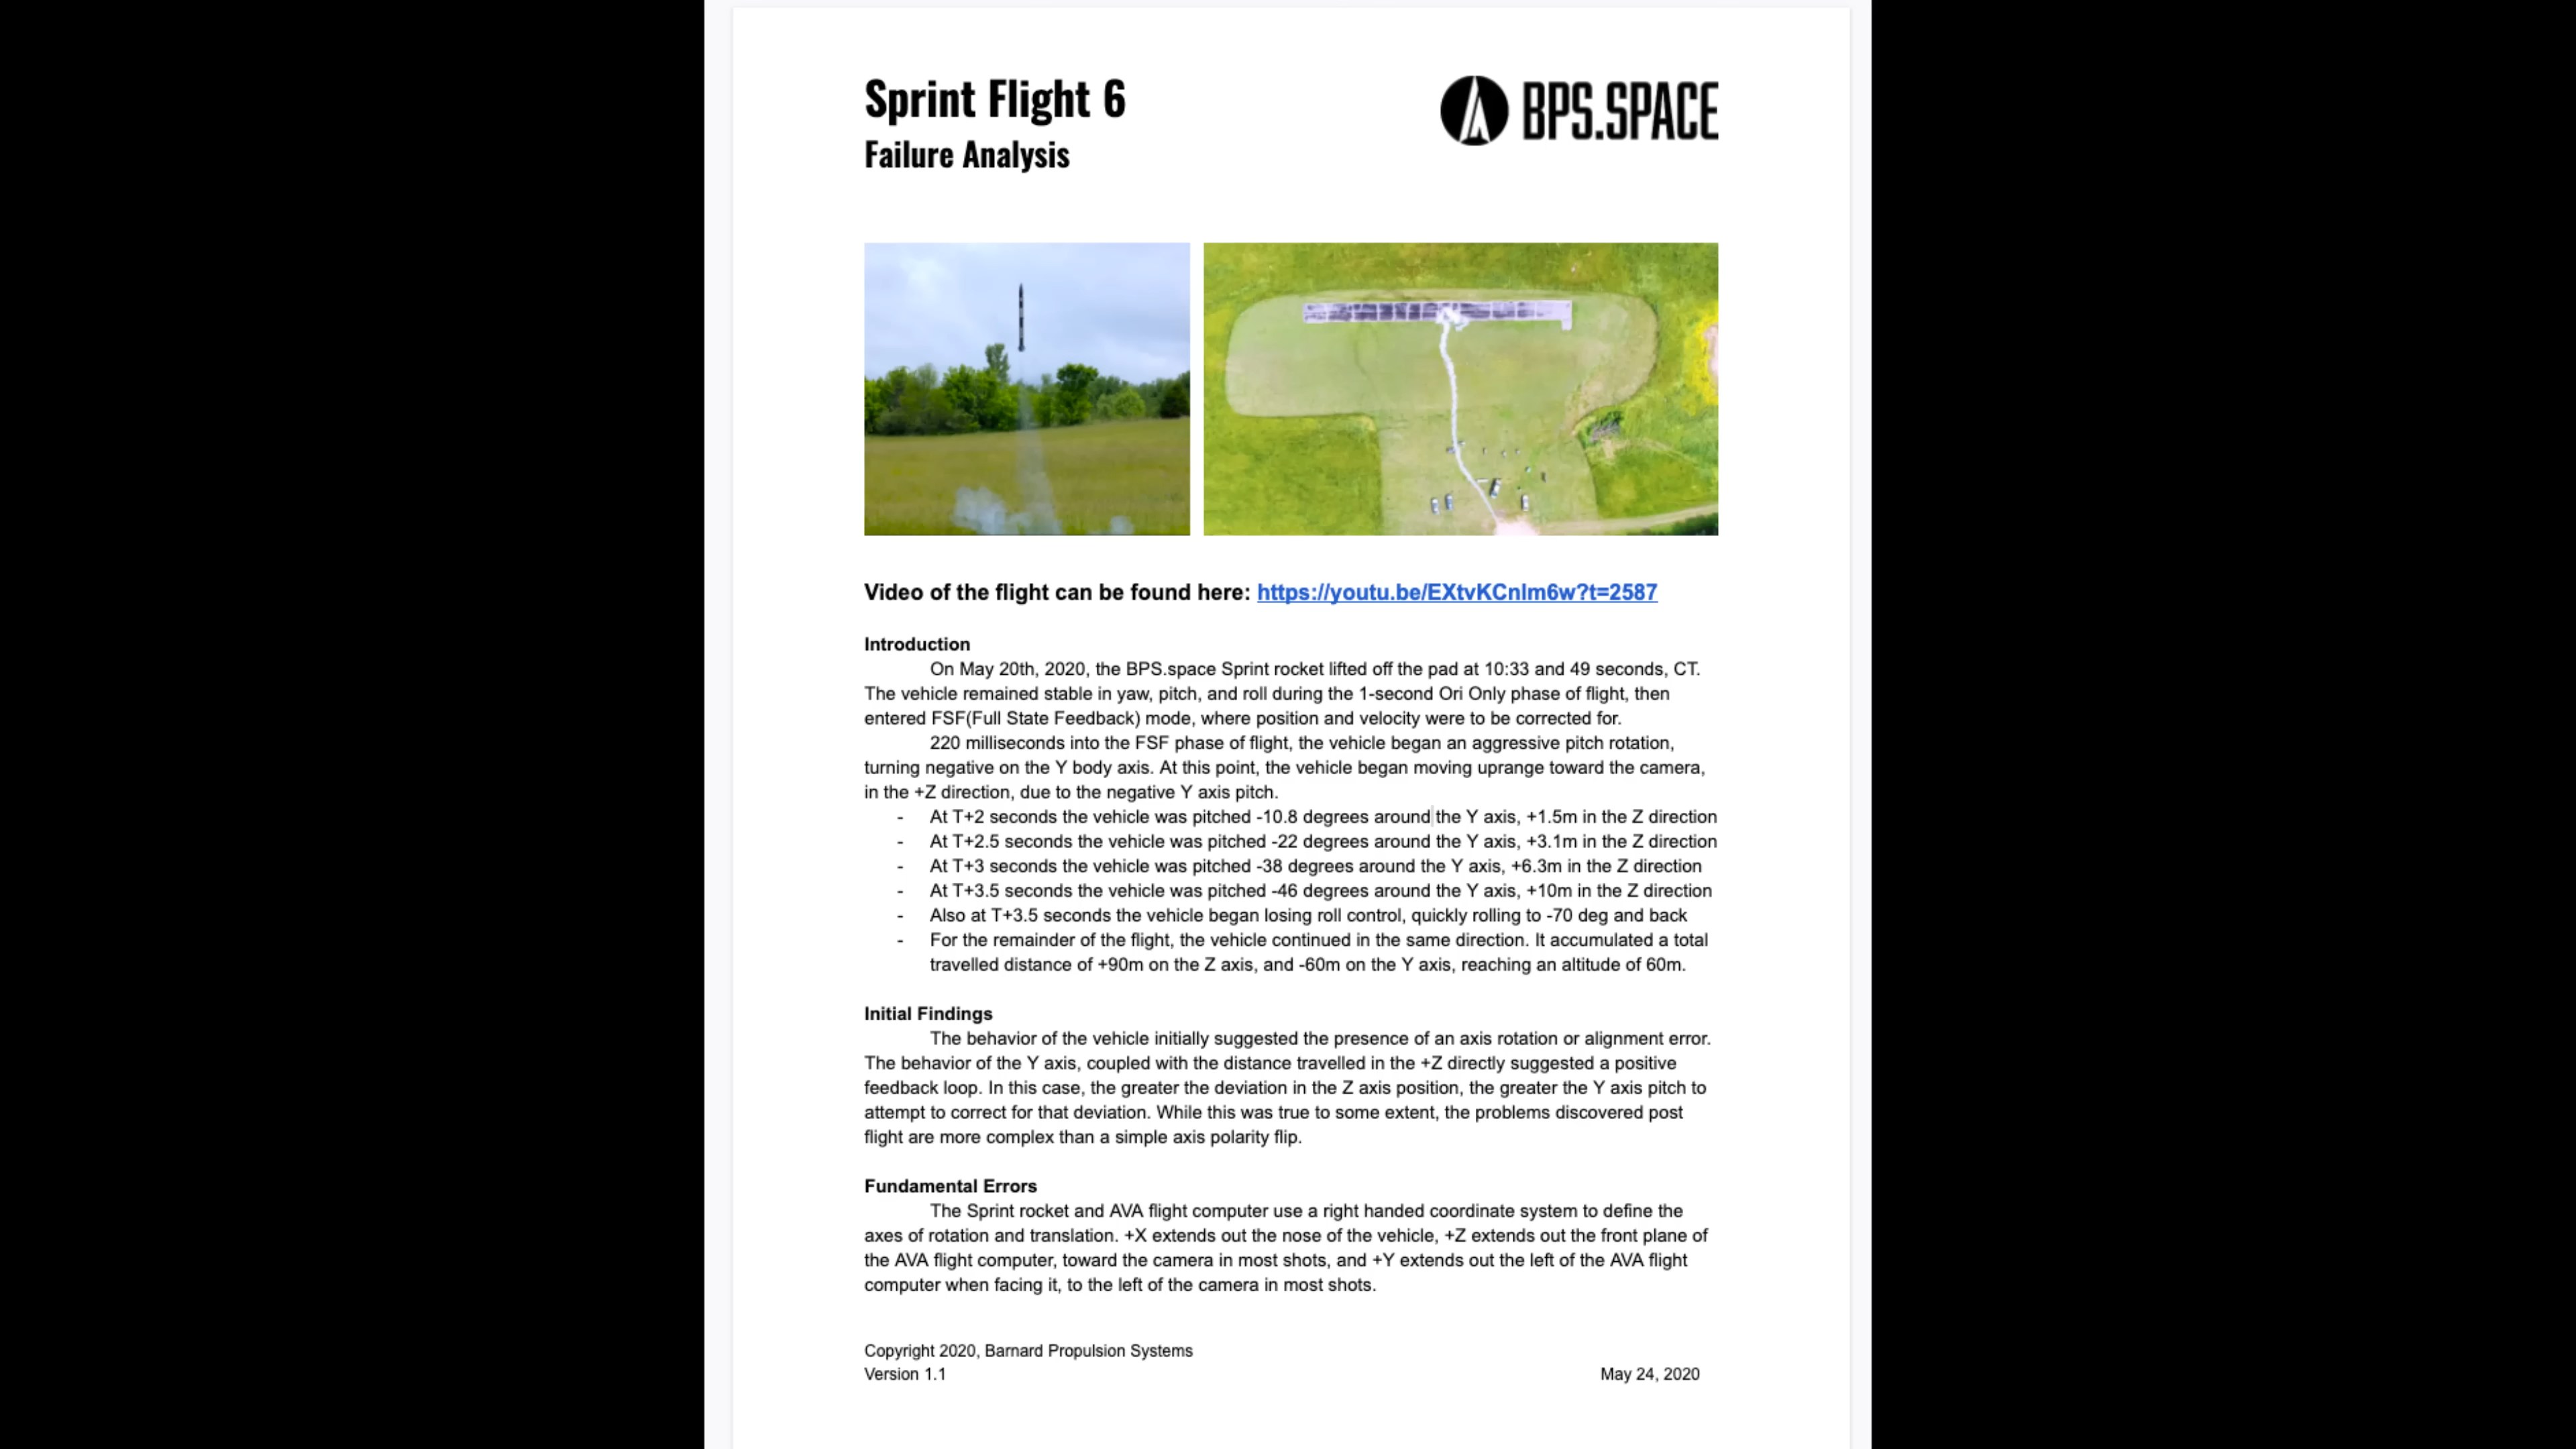 Sprint Flight 6
Failure Analysis
BPS.SPACE
Video of the flight can be found here: https://youtu.be/EXtvKCnlm6w?t=2587
Introduction
On May 20th, 2020, the BPS.space Sprint rocket lifted off the pad at 10:33 and 49 seconds, CT.
The vehicle remained stable in yaw, pitch, and roll during the 1-second Ori Only phase of flight, then
entered FSF(Full State Feedback) mode, where position and velocity were to be corrected for.
220 milliseconds into the FSF phase of flight, the vehicle began an aggressive pitch rotation,
turning negative on the Y body axis. At this point, the vehicle began moving uprange toward the camera,
in the +Z direction, due to the negative Y axis pitch.
- At T+2 seconds the vehicle was pitched -10.8 degrees around the Y axis, +1.5m in the Z direction
- At T+2.5 seconds the vehicle was pitched -22 degrees around the Y axis, +3.1m in the Z direction
- At T+3 seconds the vehicle was pitched -38 degrees around the Y axis, +6.3m in the Z direction
- At T+3.5 seconds the vehicle was pitched -46 degrees around the Y axis, +10m in the Z direction
- Also at T+3.5 seconds the vehicle began losing roll control, quickly rolling to -70 deg and back
- For the remainder of the flight, the vehicle continued in the same direction. It accumulated a total
travelled distance of +90m on the Z axis, and -60m on the Y axis, reaching an altitude of 60m.
Initial Findings
The behavior of the vehicle initially suggested the presence of an axis rotation or alignment error.
The behavior of the Y axis, coupled with the distance travelled in the +Z directly suggested a positive
feedback loop. In this case, the greater the deviation in the Z axis position, the greater the Y axis pitch to
attempt to correct for that deviation. While this was true to some extent, the problems discovered post
flight are more complex than a simple axis polarity flip.
Fundamental Errors
The Sprint rocket and AVA flight computer use a right handed coordinate system to define the
axes of rotation and translation. +X extends out the nose of the vehicle, +Z extends out the front plane of
the AVA flight computer, toward the camera in most shots, and +Y extends out the left of the AVA flight
computer when facing it, to the left of the camera in most shots.
Copyright 2020, Barnard Propulsion Systems
Version 1.1
May 24, 2020